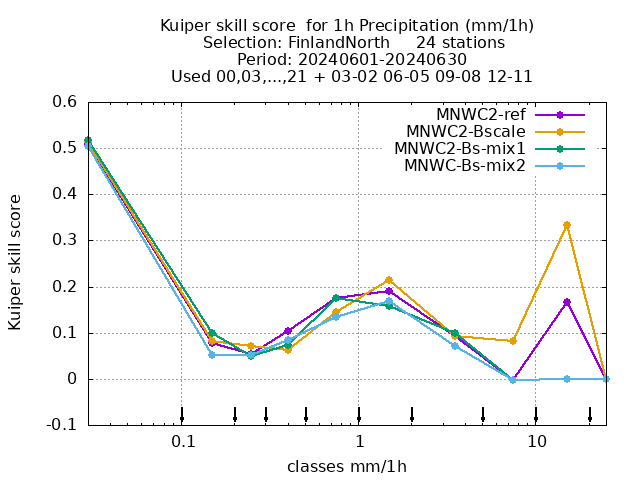 Kuiper skill score  for 1h Precipitation (mm/1h)
Selection: FinlandNorth     24 stations
Period: 20240601-20240630
Used 00,03,...,21 + 03-02 06-05 09-08 12-11
MNWC2-ref
MNWC2-Bscale
MNWC2-Bs-mix1
MNWC-Bs-mix2
Kuiper skill score
0.6
0.5
0.4
0.3
0.2
0.1
0
-0.1
0.1 1 10
classes mm/1h